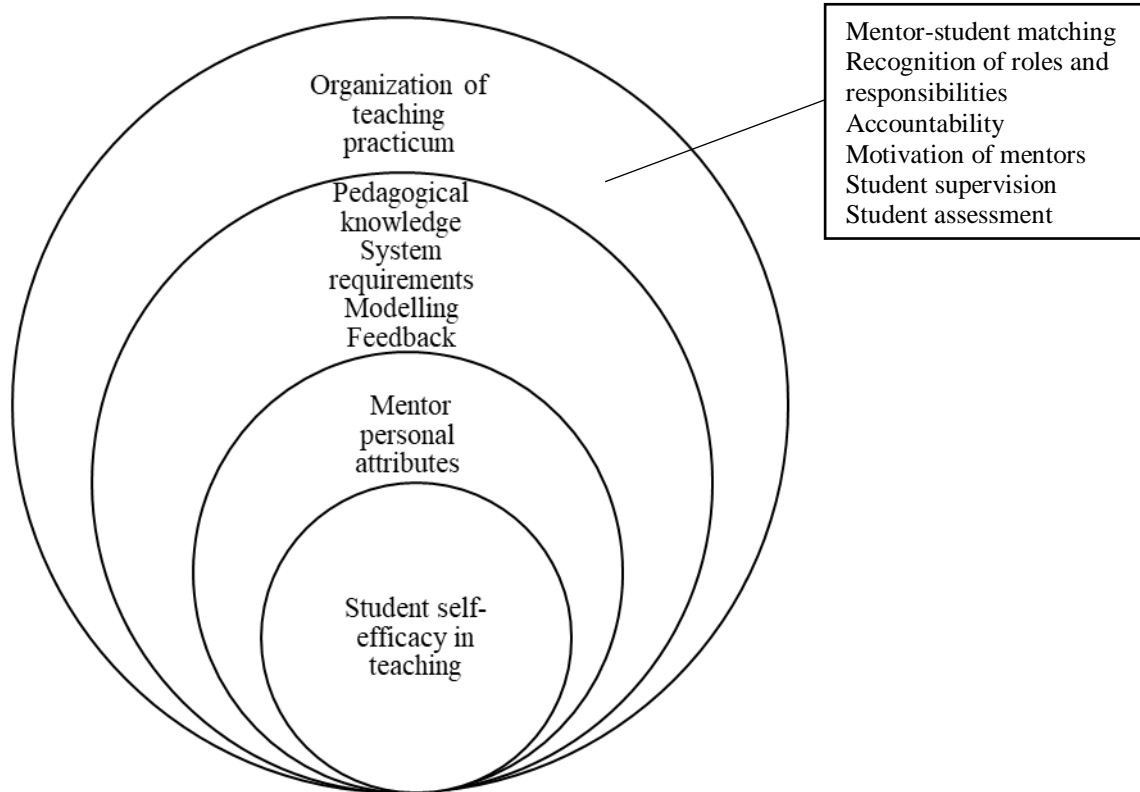 Organization of
teaching
practicum
Pedagogical
knowledge
System
requirements
Modelling
Feedback
Mentor
personal
attributes
Student self-
efficacy in
teaching
Mentor-student matching
Recognition of roles and
responsibilities
Accountability
Motivation of mentors
Student supervision
Student assessment